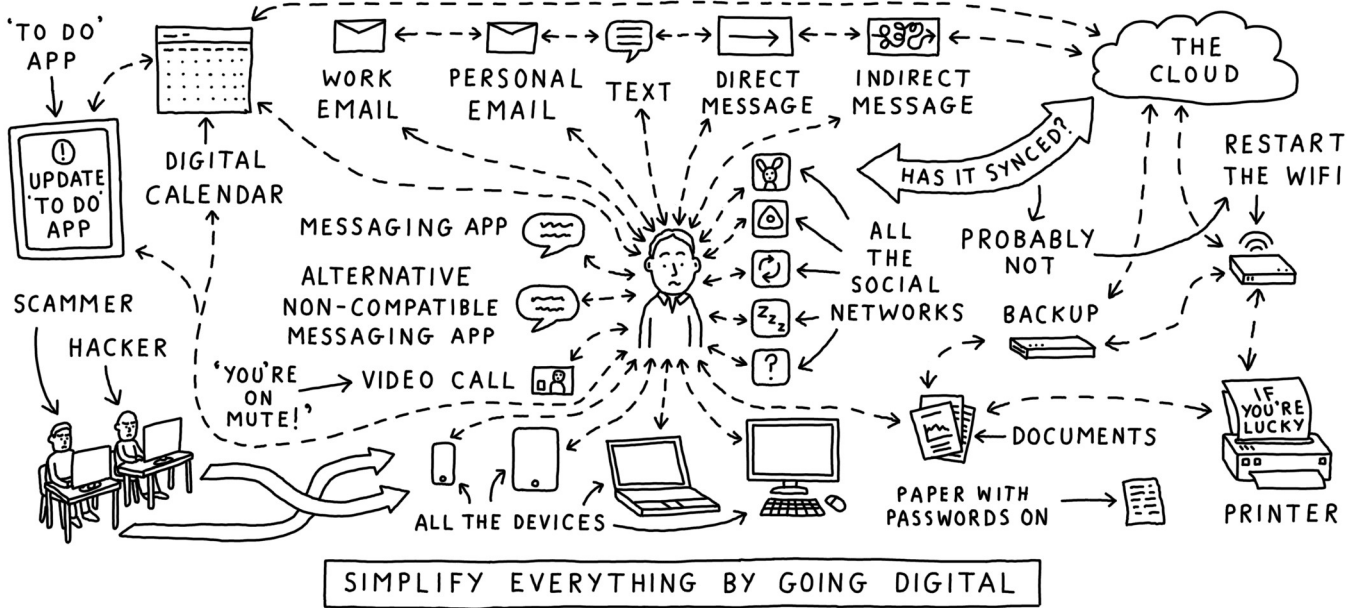 'TO DO'
APP
WORK
EMAIL
PERSONAL
EMAIL
TEXT
DIRECT
MESSAGE
INDIRECT
MESSAGE
THE
CLOUD
!
UPDATE
'TO DO'
APP
DIGITAL
CALENDAR
HAS IT SYNCED?
RESTART
THE WIFI
PROBABLY
NOT
MESSAGING APP
ALTERNATIVE
NON-COMPATIBLE
MESSAGING APP
ALL
THE
SOCIAL
NETWORKS
ZZZ
?
BACKUP
SCAMMER
HACKER
'YOU'RE
ON
MUTE!'
VIDEO CALL
IF
YOU'RE
LUCKY
DOCUMENTS
ALL THE DEVICES
PAPER WITH
PASSWORDS ON
PRINTER
SIMPLIFY EVERYTHING BY GOING DIGITAL